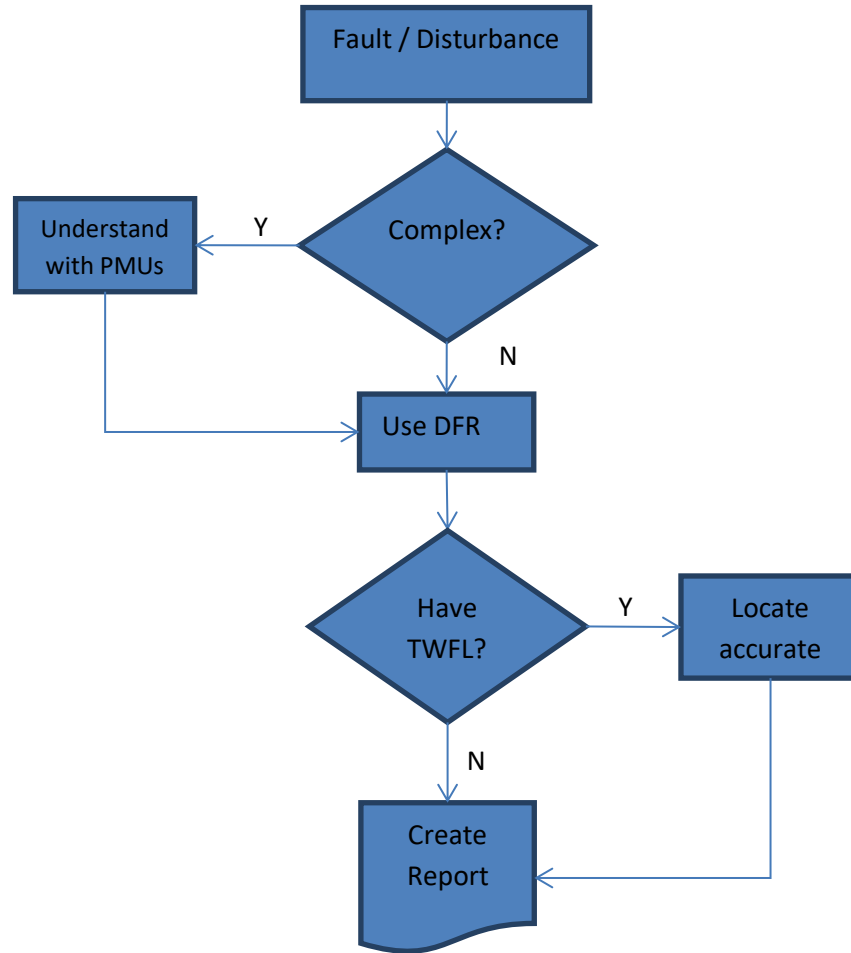 Fault / Disturbance
Complex?
Y
Understand
with PMUs
N
Use DFR
Have
TWFL?
Y
Locate
accurate
N
Create
Report